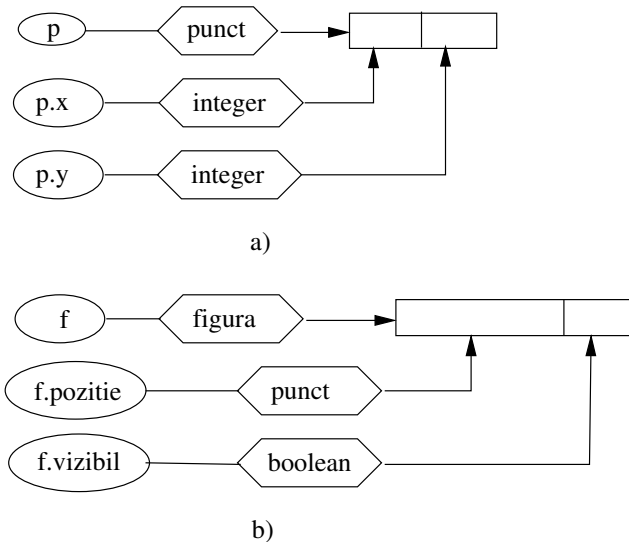 p punct
p.x integer
p.y integer
a)
f figura
f.pozitie punct
f.vizibil boolean
b)